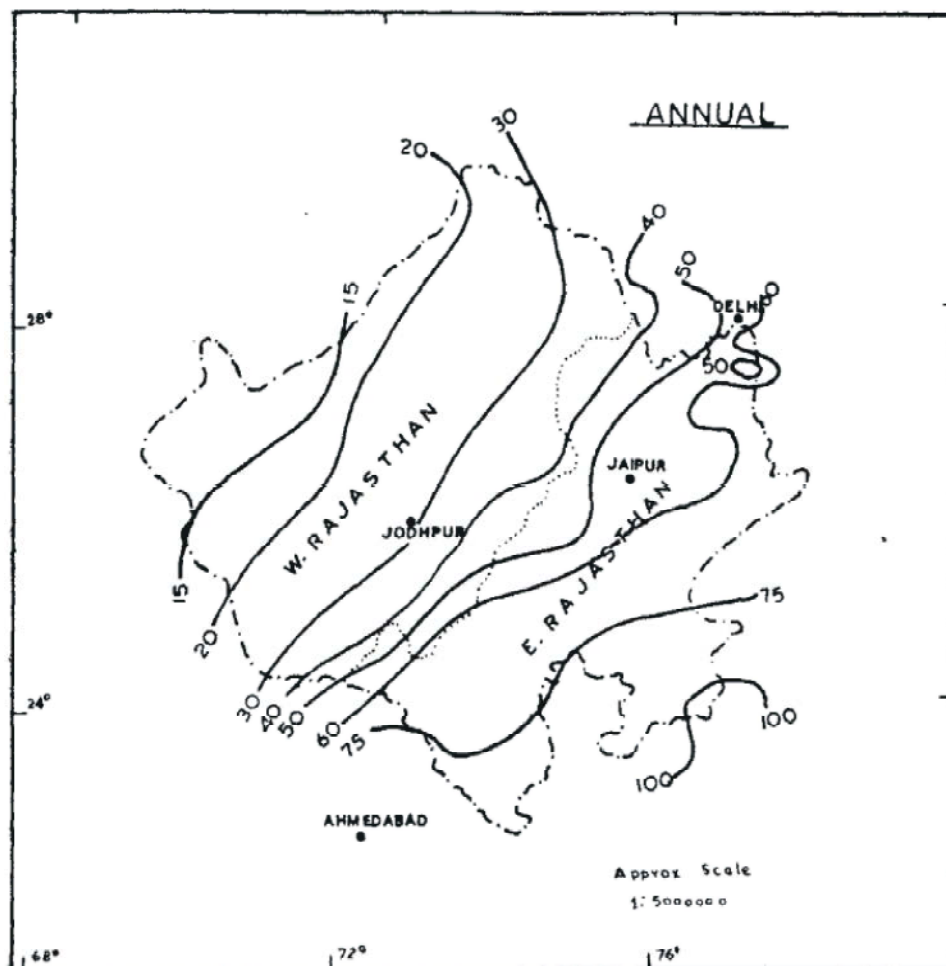 ANNUAL
20
30
40
50
60
DELHI
15
28°
50
W. RAJASTHAN
JAIPUR
JODHPUR
E. RAJASTHAN
15
20
75
24°
30
40
50
60
75
100
100
AHMEDABAD
Approx Scale
1:5000000
68°
72°
76°